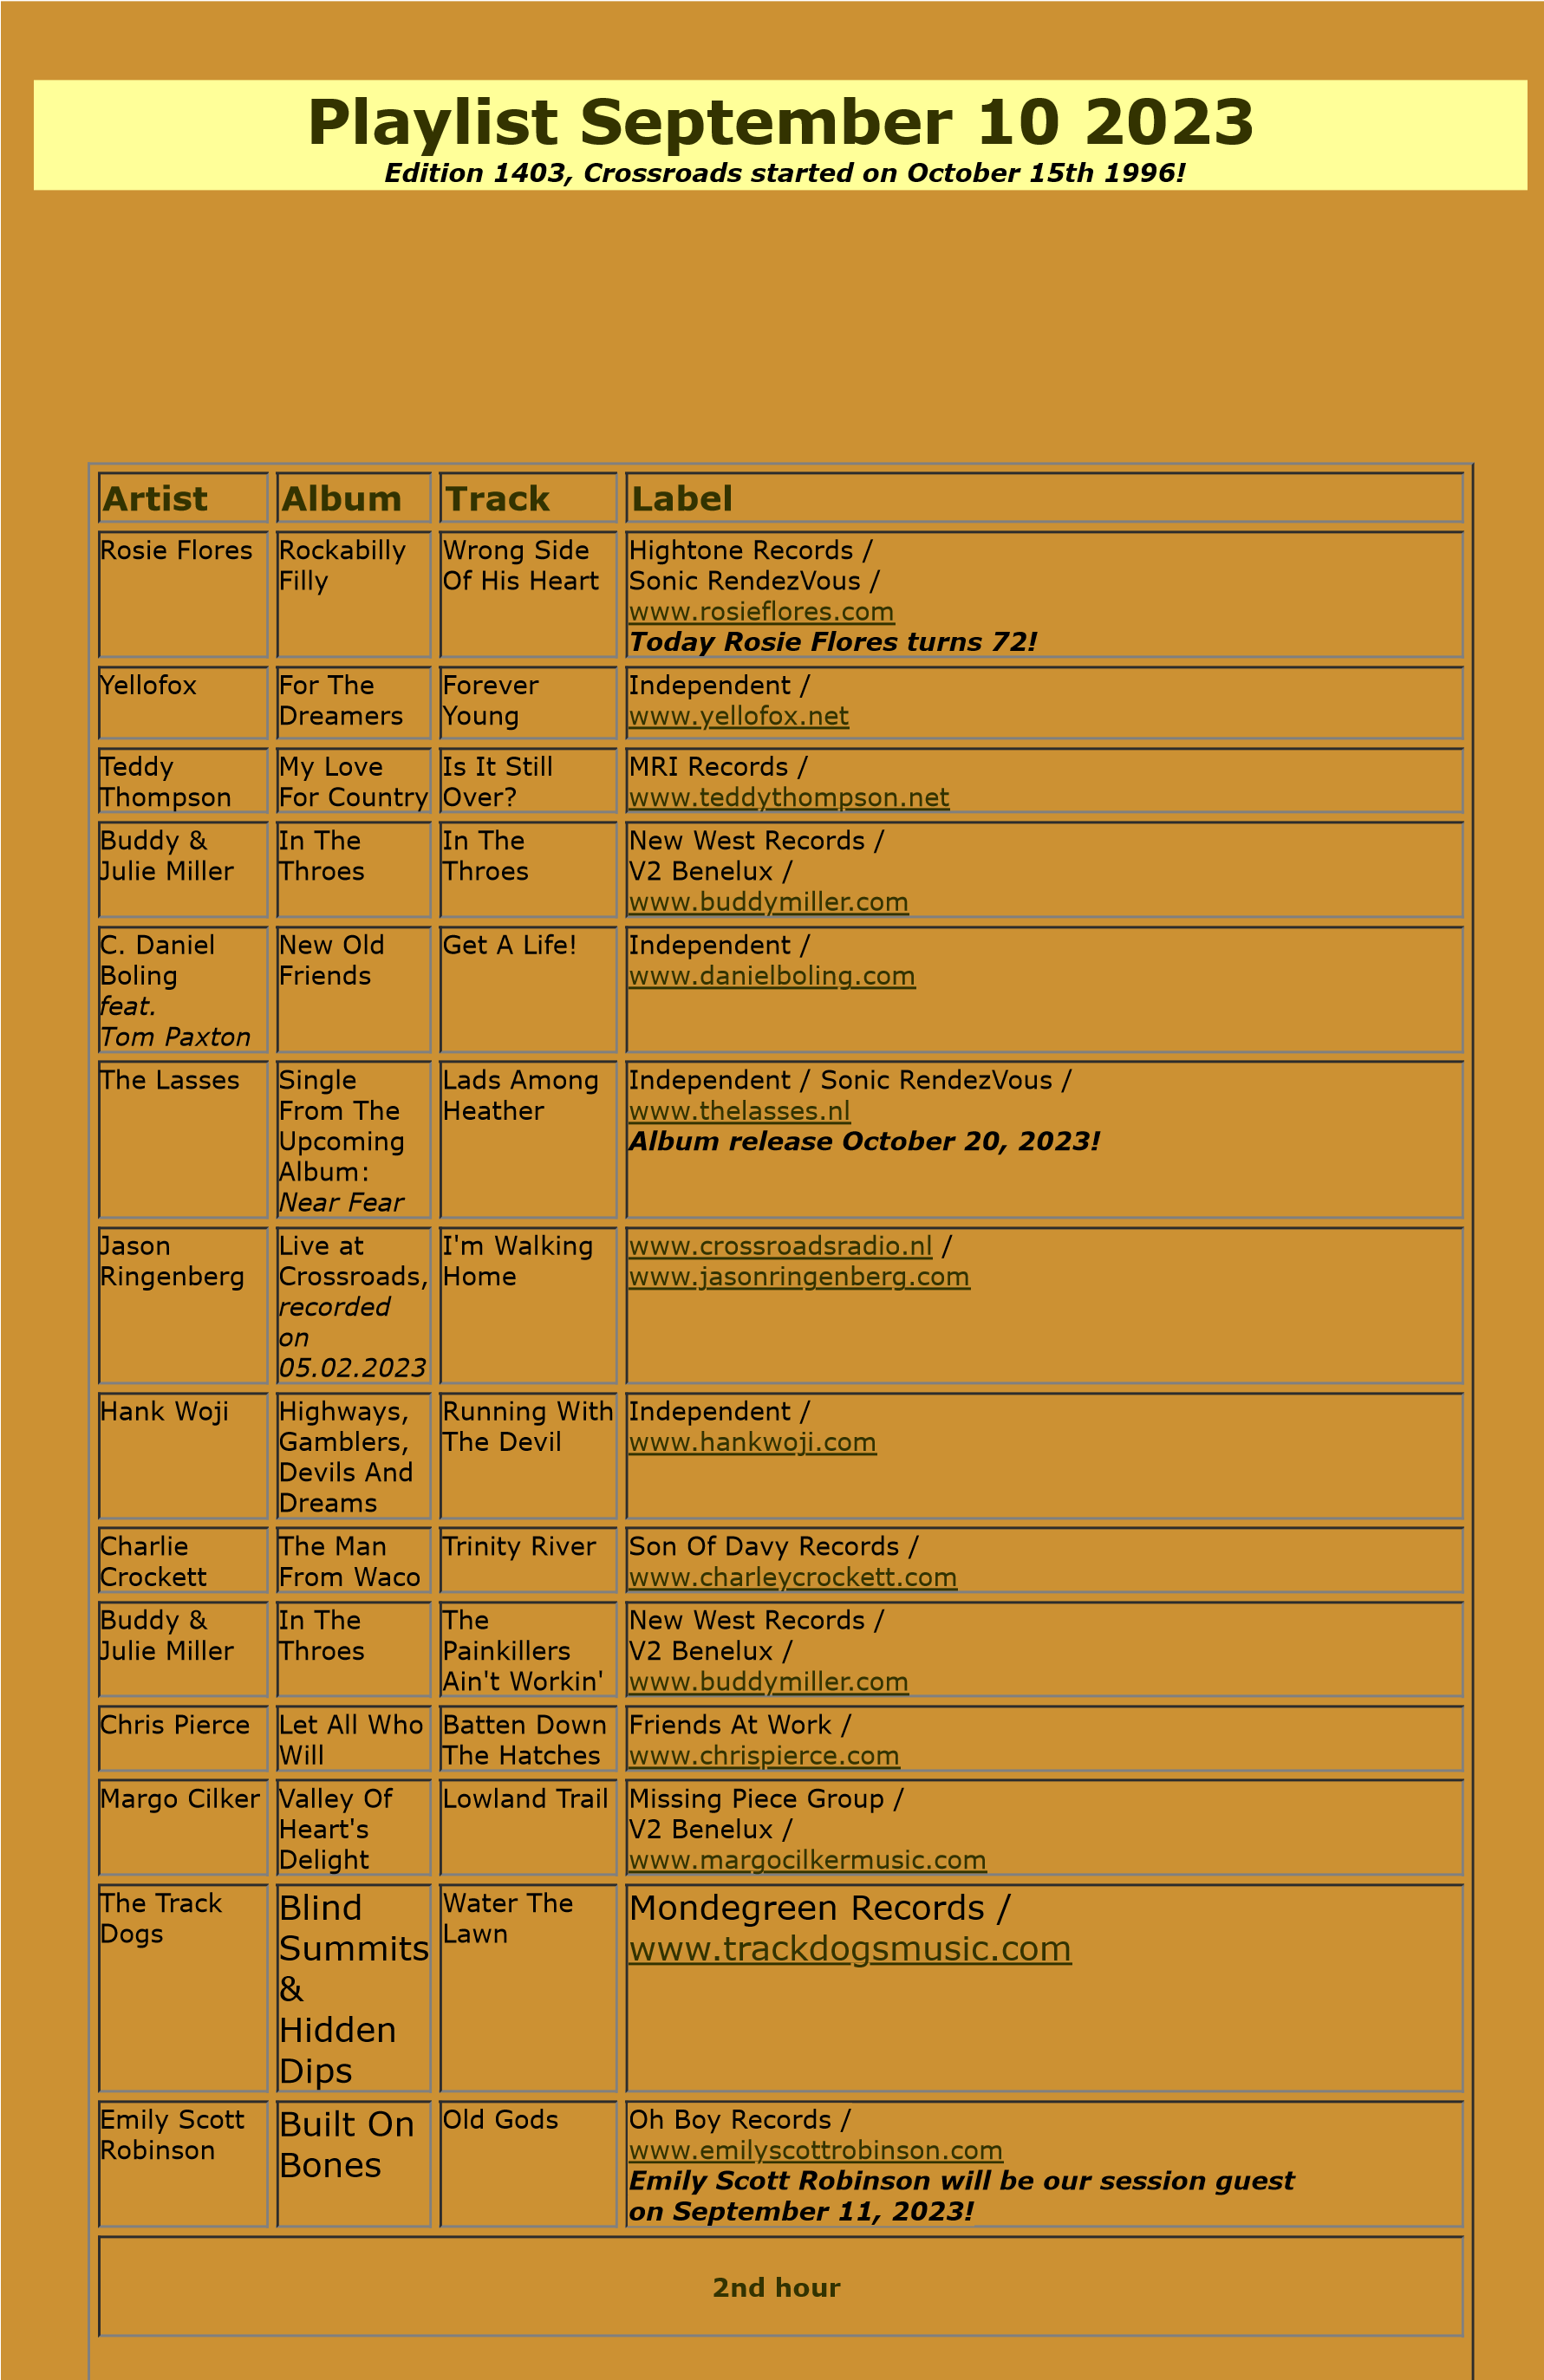 Playlist September 10 2023
Edition 1403, Crossroads started on October 15th 1996!
Artist
Album
Track
Label
Rosie Flores
Rockabilly
Filly
Wrong Side
Of His Heart
Hightone Records /
Sonic RendezVous /
www.rosieflores.com
Today Rosie Flores turns 72!
Yellofox
For The
Dreamers
Forever
Young
Independent /
www.yellofox.net
Teddy
Thompson
My Love
For Country
Is It Still
Over?
MRI Records /
www.teddythompson.net
Buddy &
Julie Miller
In The
Throes
In The
Throes
New West Records /
V2 Benelux /
www.buddymiller.com
C. Daniel
Boling
feat.
Tom Paxton
New Old
Friends
Get A Life!
Independent /
www.danielboling.com
The Lasses
Single
From The
Upcoming
Album:
Near Fear
Lads Among
Heather
Independent / Sonic RendezVous /
www.thelasses.nl
Album release October 20, 2023!
Jason
Ringenberg
Live at
Crossroads,
recorded
on
05.02.2023
I'm Walking
Home
www.crossroadsradio.nl /
www.jasonringenberg.com
Hank Woji
Highways,
Gamblers,
Devils And
Dreams
Running With
The Devil
Independent /
www.hankwoji.com
Charlie
Crockett
The Man
From Waco
Trinity River
Son Of Davy Records /
www.charleycrockett.com
Buddy &
Julie Miller
In The
Throes
The
Painkillers
Ain't Workin'
New West Records /
V2 Benelux /
www.buddymiller.com
Chris Pierce
Let All Who
Will
Batten Down
The Hatches
Friends At Work /
www.chrispierce.com
Margo Cilker
Valley Of
Heart's
Delight
Lowland Trail
Missing Piece Group /
V2 Benelux /
www.margocilkermusic.com
The Track
Dogs
Blind
Summits
&
Hidden
Dips
Water The
Lawn
Mondegreen Records /
www.trackdogsmusic.com
Emily Scott
Robinson
Built On
Bones
Old Gods
Oh Boy Records /
www.emilyscottrobinson.com
Emily Scott Robinson will be our session guest
on September 11, 2023!
2nd hour